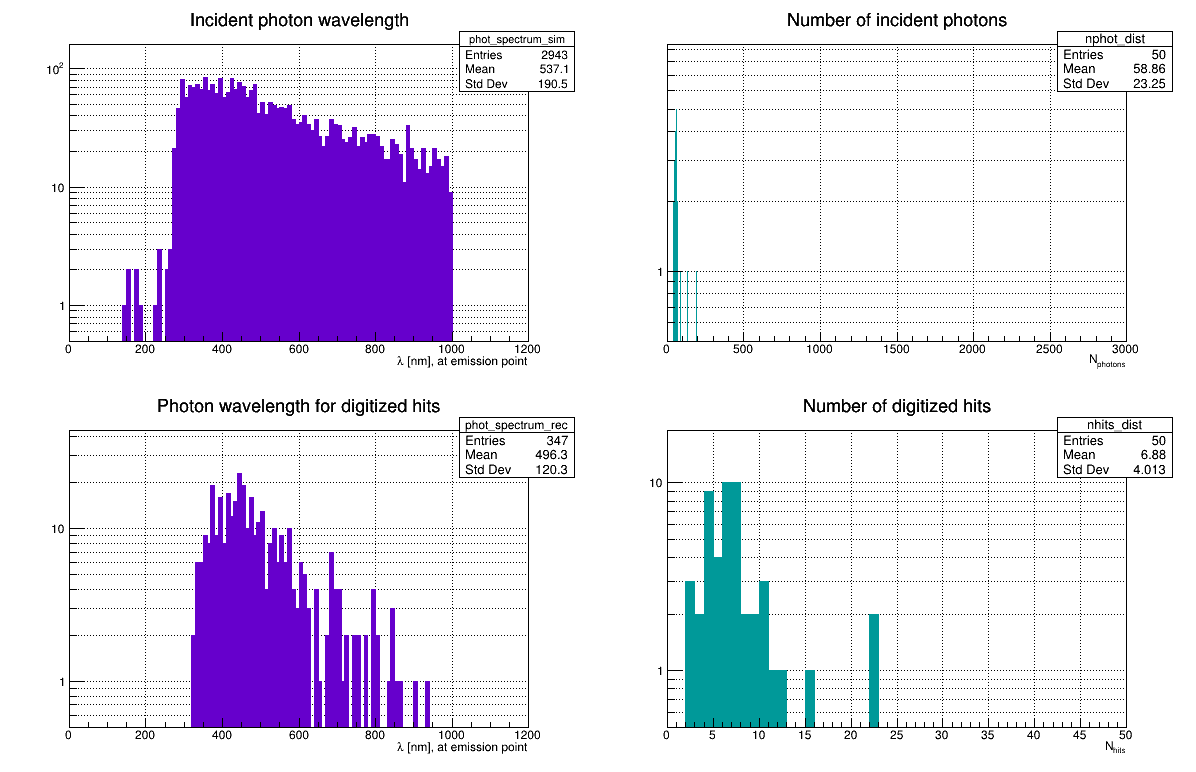 Incident photon wavelength
phot_spectrum_sim
Entries 2943
Mean 537.1
Std Dev 190.5
10²
10
1
0 200 400 600 800 1000 1200
λ [nm], at emission point
Number of incident photons
nphot_dist
Entries 50
Mean 58.86
Std Dev 23.25
1
0 500 1000 1500 2000 2500 3000
Nphotons
Photon wavelength for digitized hits
phot_spectrum_rec
Entries 347
Mean 496.3
Std Dev 120.3
10
1
0 200 400 600 800 1000 1200
λ [nm], at emission point
Number of digitized hits
nhits_dist
Entries 50
Mean 6.88
Std Dev 4.013
10
1
0 5 10 15 20 25 30 35 40 45 50
Nhits